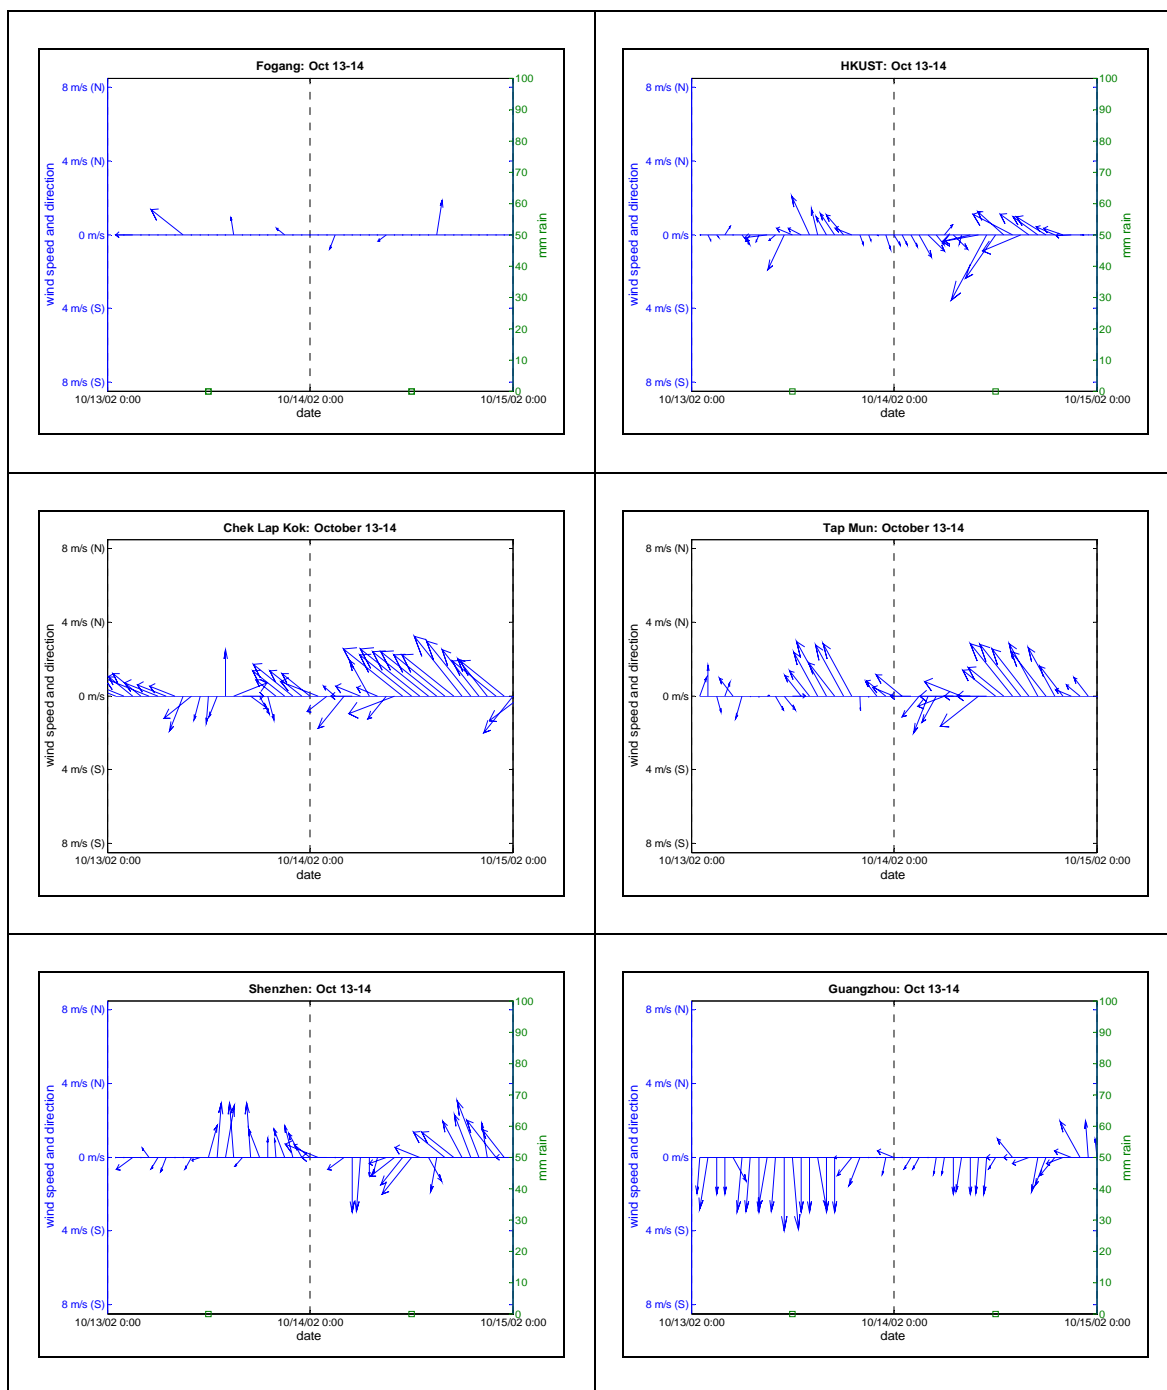 Fogang: Oct 13-14
8 m/s (N)
4 m/s (N)
0 m/s
4 m/s (S)
8 m/s (S)
wind speed and direction
100
90
80
70
60
50
40
30
20
10
0
mm rain
10/13/02 0:00
10/14/02 0:00
10/15/02 0:00
date
HKUST: Oct 13-14
8 m/s (N)
4 m/s (N)
0 m/s
4 m/s (S)
8 m/s (S)
wind speed and direction
100
90
80
70
60
50
40
30
20
10
0
mm rain
10/13/02 0:00
10/14/02 0:00
10/15/02 0:00
date
Chek Lap Kok: October 13-14
8 m/s (N)
4 m/s (N)
0 m/s
4 m/s (S)
8 m/s (S)
wind speed and direction
10/13/02 0:00
10/14/02 0:00
10/15/02 0:00
date
Tap Mun: October 13-14
8 m/s (N)
4 m/s (N)
0 m/s
4 m/s (S)
8 m/s (S)
wind speed and direction
10/13/02 0:00
10/14/02 0:00
10/15/02 0:00
date
Shenzhen: Oct 13-14
8 m/s (N)
4 m/s (N)
0 m/s
4 m/s (S)
8 m/s (S)
wind speed and direction
100
90
80
70
60
50
40
30
20
10
0
mm rain
10/13/02 0:00
10/14/02 0:00
10/15/02 0:00
date
Guangzhou: Oct 13-14
8 m/s (N)
4 m/s (N)
0 m/s
4 m/s (S)
8 m/s (S)
wind speed and direction
100
90
80
70
60
50
40
30
20
10
0
mm rain
10/13/02 0:00
10/14/02 0:00
10/15/02 0:00
date